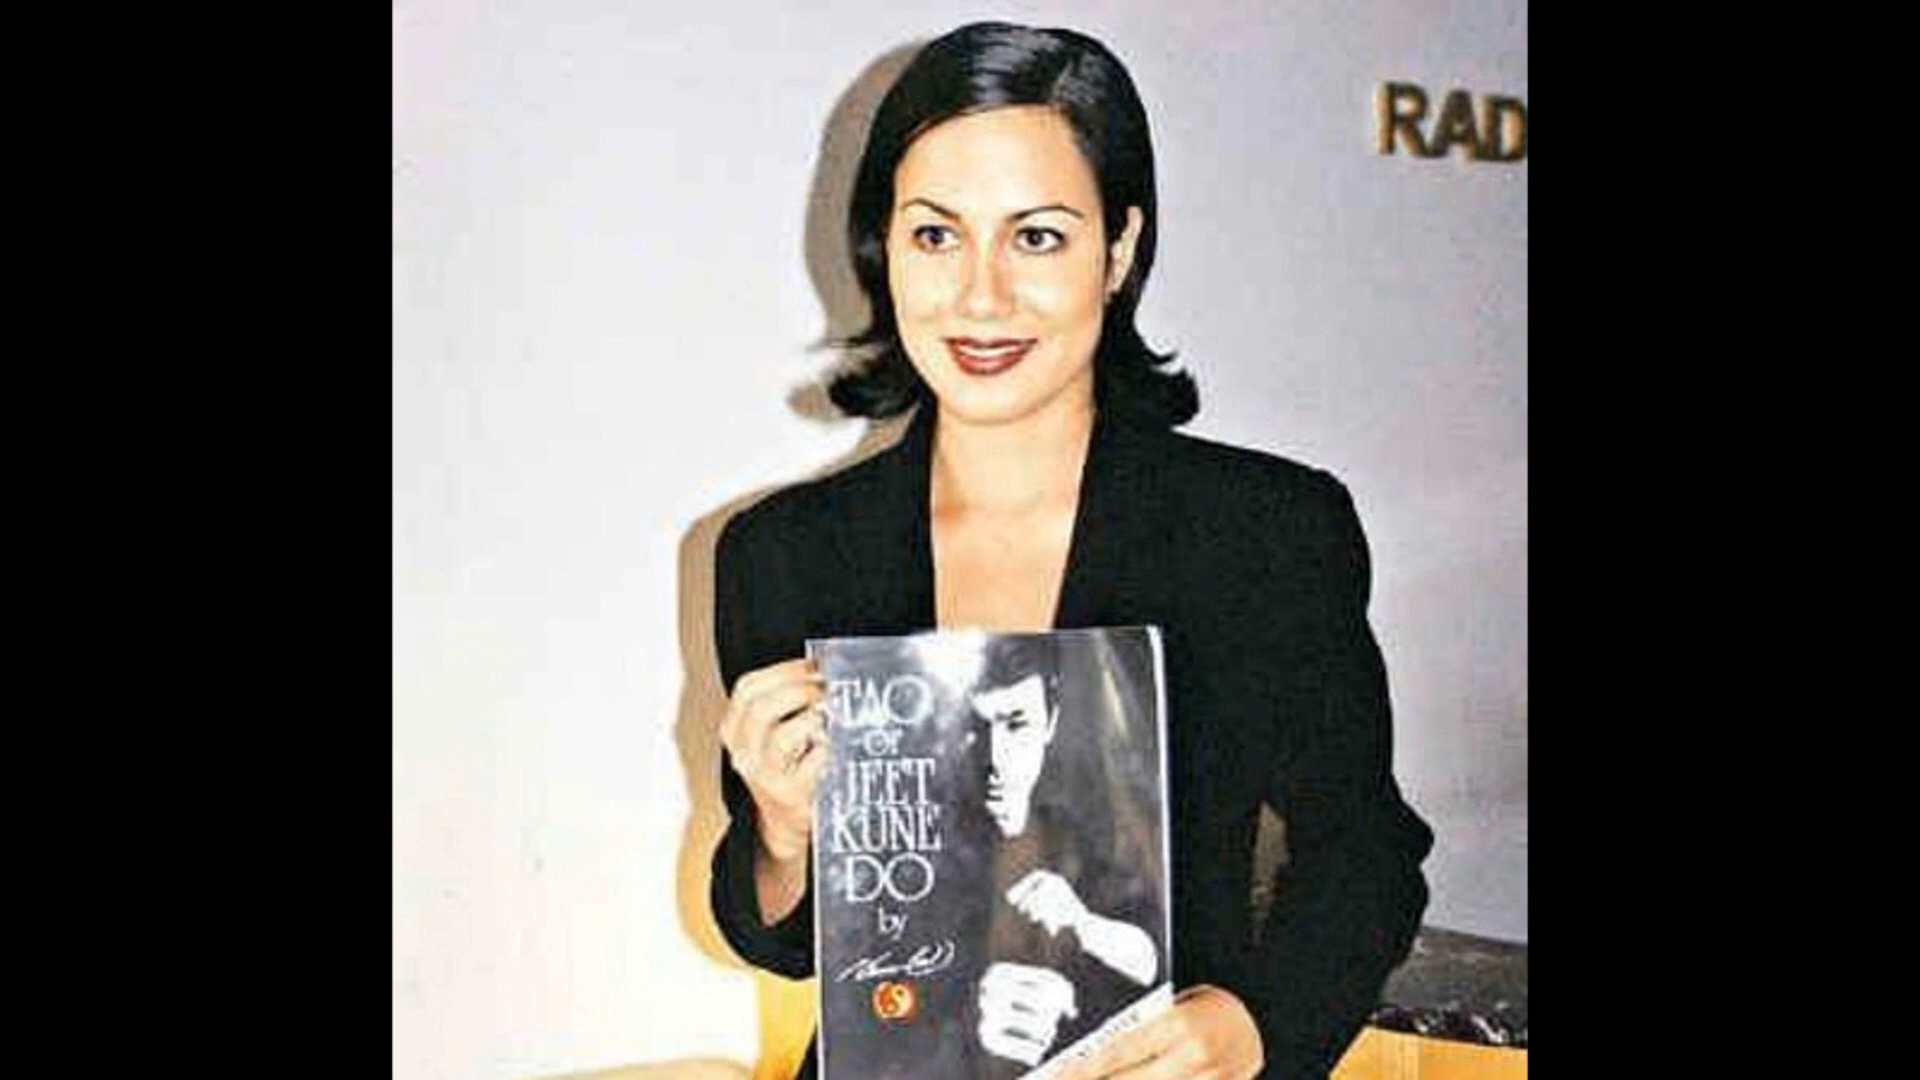 RAD
TAO
OF
JEET
KUNE
DO
by